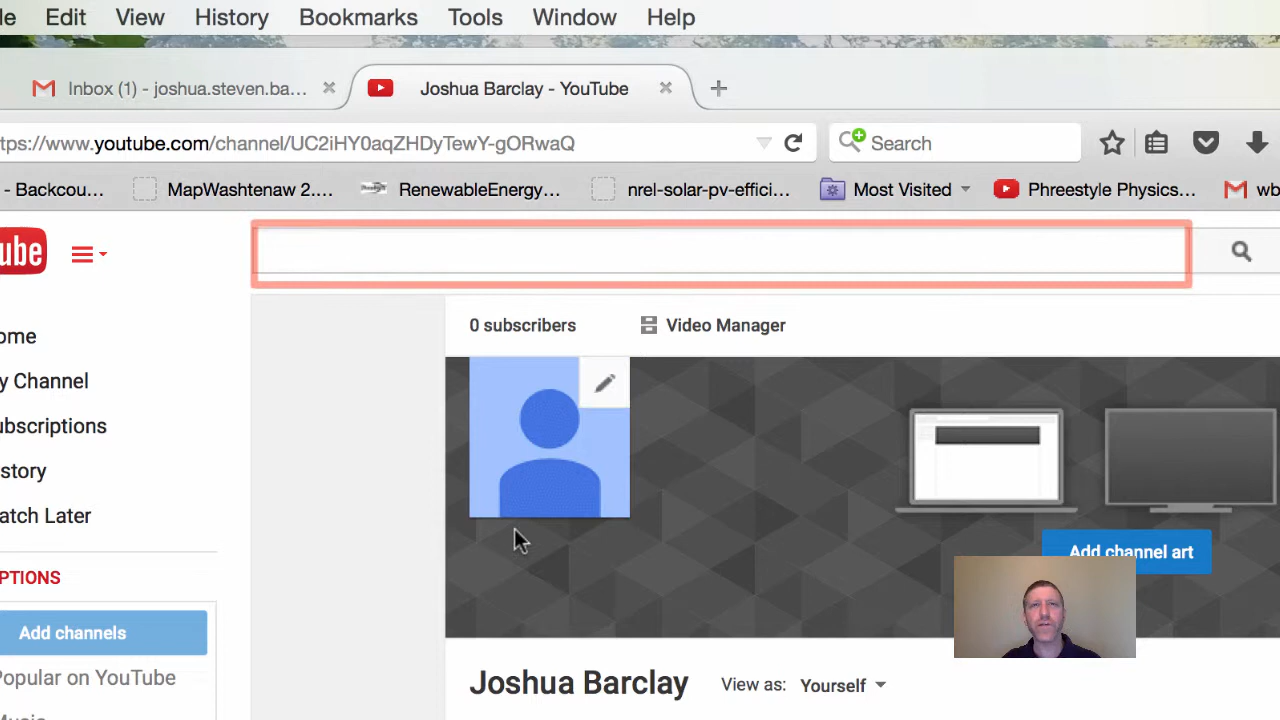 le Edit View History Bookmarks Tools Window Help
Inbox (1) - joshua.steven.ba... Joshua Barclay - YouTube
tps://www.youtube.com/channel/UC2iHY0aqZHDyTewY-gORwaQ Search
- Backcou... MapWashtenaw 2.... RenewableEnergy... nrel-solar-pv-effici... Most Visited Phreestyle Physics... wb
ube
0 subscribers Video Manager
ome
y Channel
ubscriptions
story
atch Later
Add channel art
PTIONS
Add channels
Popular on YouTube
Joshua Barclay View as: Yourself
Music